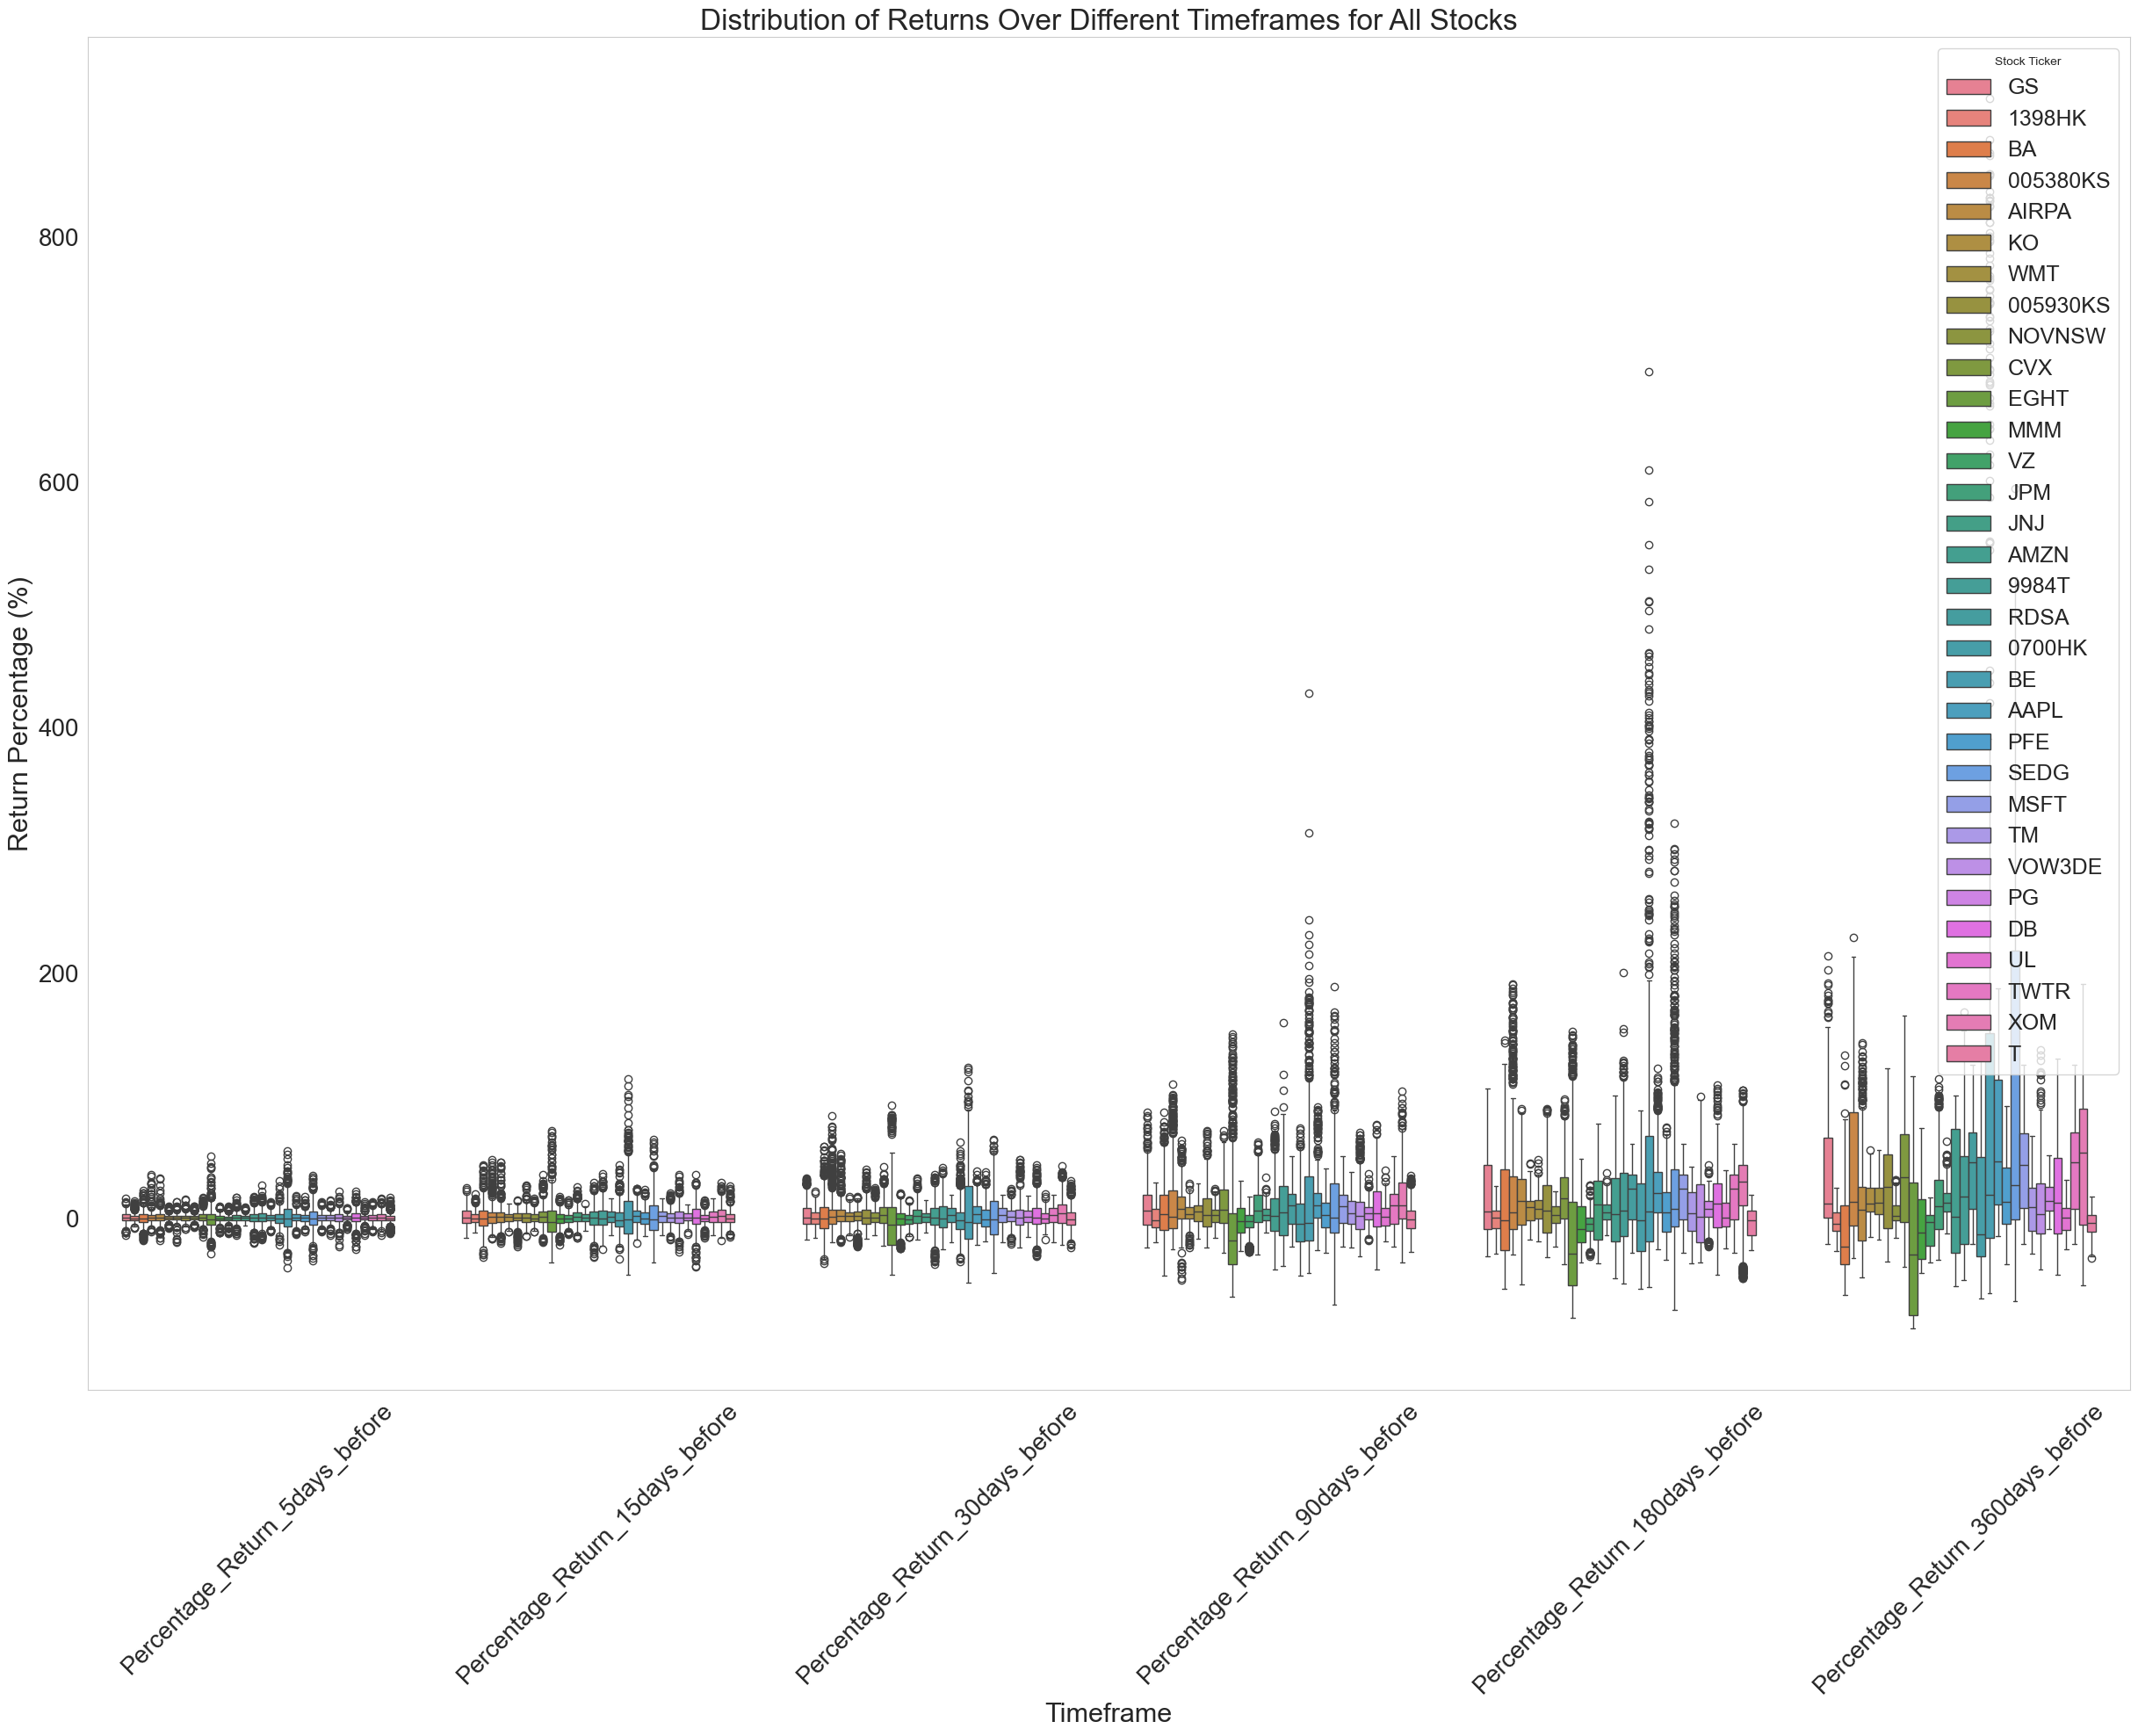 Distribution of Returns Over Different Timeframes for All Stocks
Stock Ticker
GS
1398HK
BA
005380KS
AIRPA
KO
WMT
005930KS
NOVNSW
CVX
EGHT
MMM
VZ
JPM
JNJ
AMZN
9984T
RDSA
0700HK
BE
AAPL
PFE
SEDG
MSFT
TM
VOW3DE
PG
DB
UL
TWTR
XOM
T
Return Percentage (%)
800
600
400
200
0
Percentage_Return_5days_before
Percentage_Return_15days_before
Percentage_Return_30days_before
Percentage_Return_90days_before
Percentage_Return_180days_before
Percentage_Return_360days_before
Timeframe